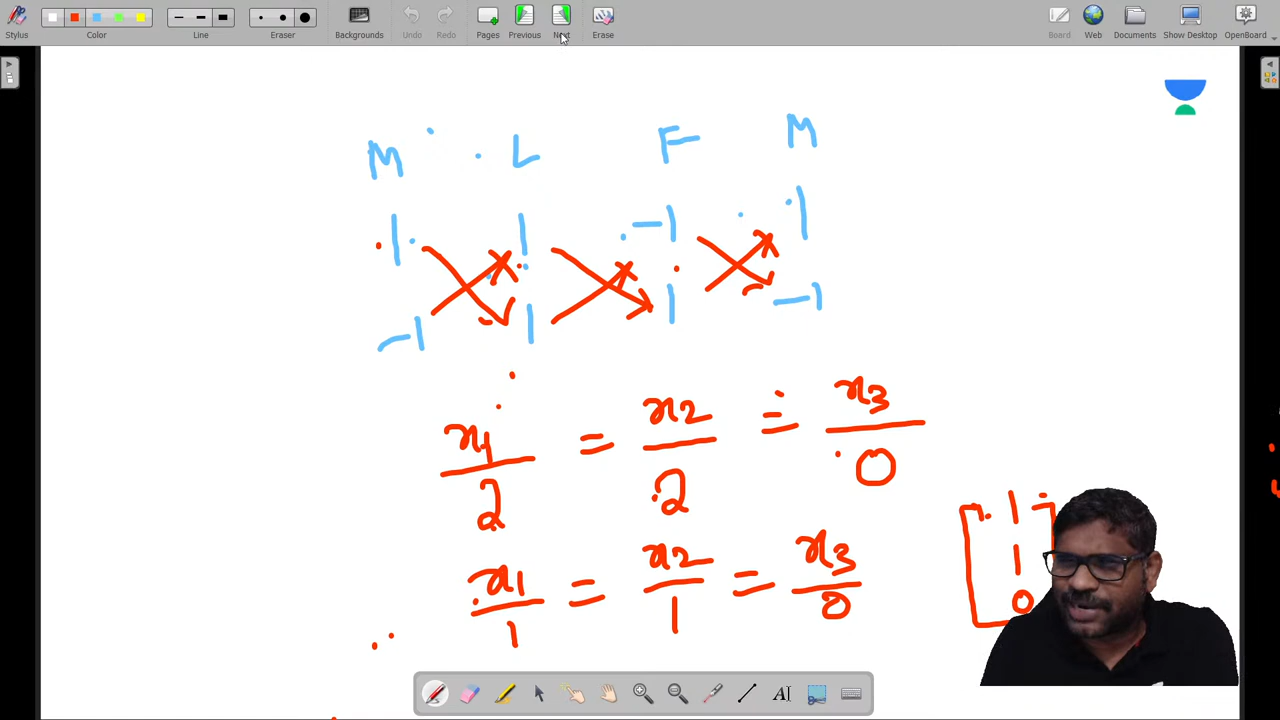 Stylus Color Line Eraser Backgrounds Undo Redo Pages Previous Next Erase Board Web Documents Show Desktop OpenBoard
M L F M
1 1 -1 1
-1 1 1 -1
x1/2 = x2/2 = x3/0
x1/1 = x2/1 = x3/0
1
1
0
AI